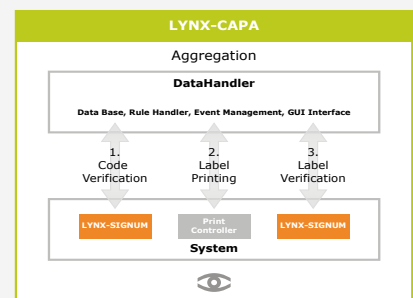 LYNX-CAPA
Aggregation
DataHandler
Data Base, Rule Handler, Event Management, GUI Interface
1.
Code
Verification
2.
Label
Printing
3.
Label
Verification
LYNX-SIGNUM
Print
Controller
LYNX-SIGNUM
System